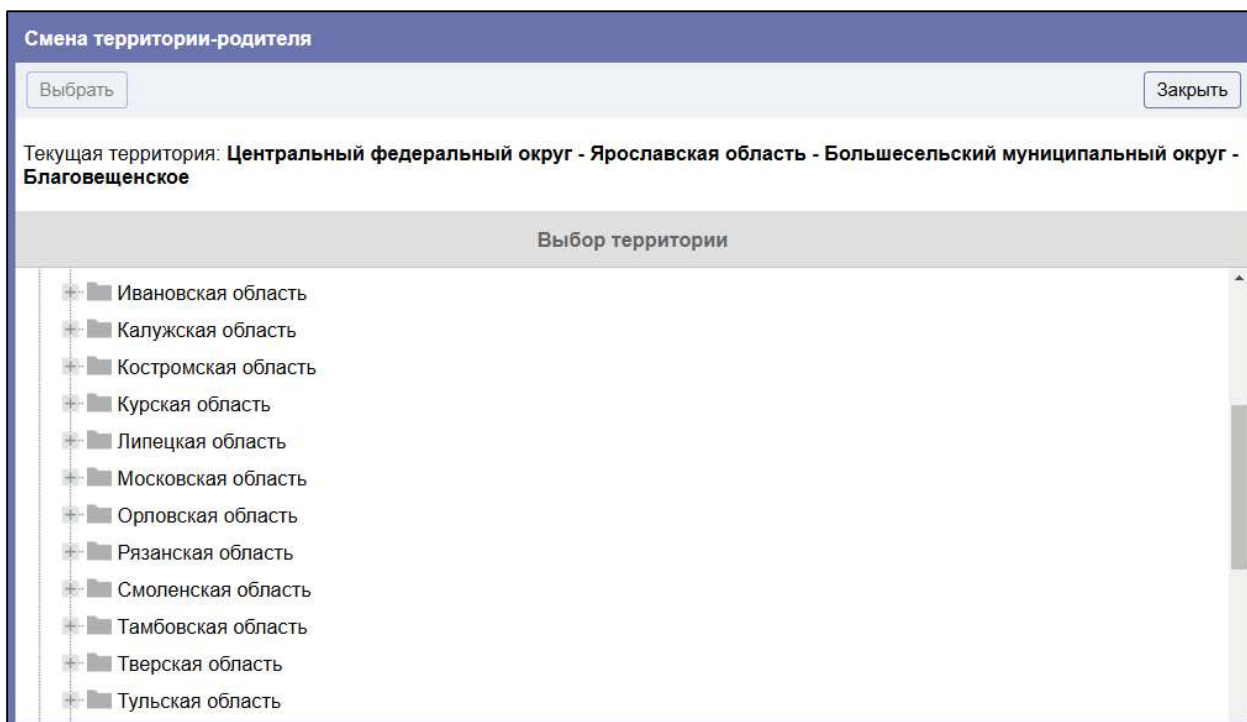 Смена территории-родителя
Выбрать
Закрыть
Текущая территория: Центральный федеральный округ - Ярославская область - Большесельский муниципальный округ -
Благовещенское
Выбор территории
Ивановская область
Калужская область
Костромская область
Курская область
Липецкая область
Московская область
Орловская область
Рязанская область
Смоленская область
Тамбовская область
Тверская область
Тульская область